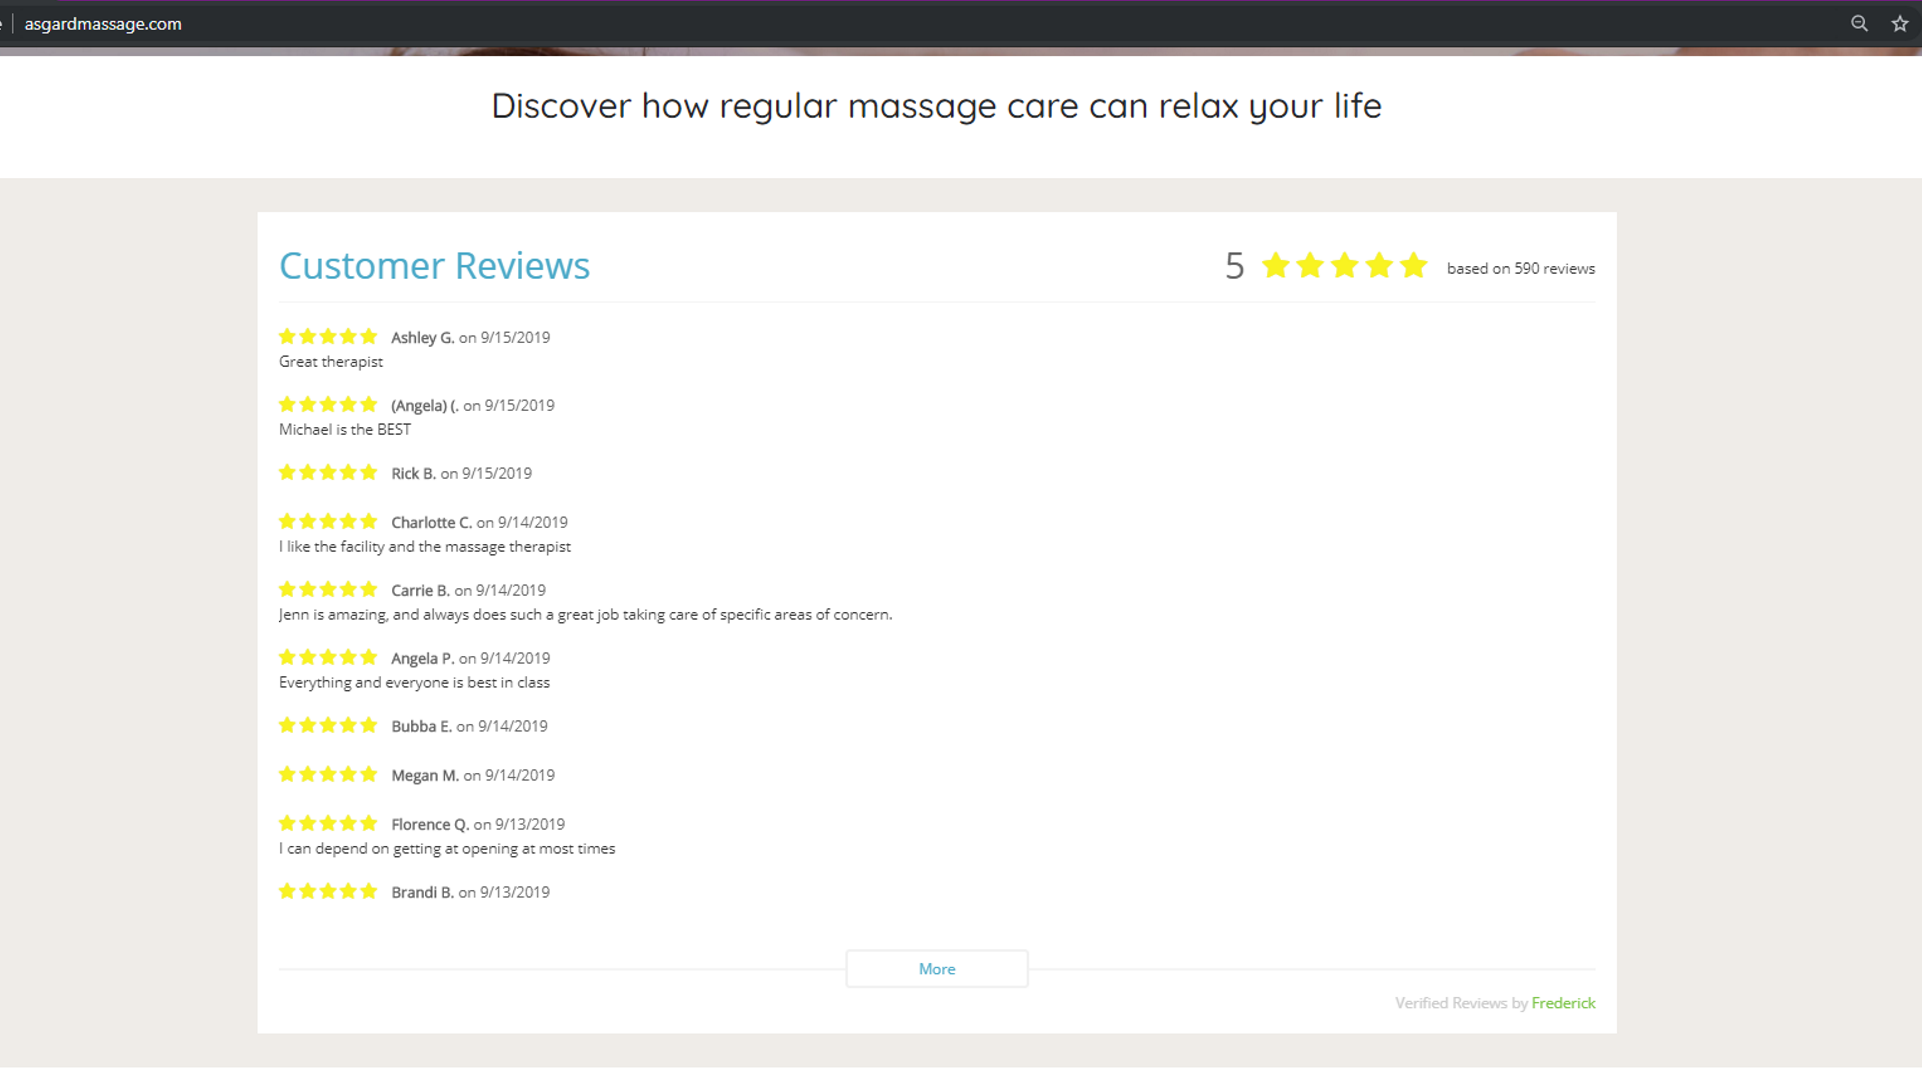 asgardmassage.com
Discover how regular massage care can relax your life
Customer Reviews
5 based on 590 reviews
Ashley G. on 9/15/2019
Great therapist
(Angela) (. on 9/15/2019
Michael is the BEST
Rick B. on 9/15/2019
Charlotte C. on 9/14/2019
I like the facility and the massage therapist
Carrie B. on 9/14/2019
Jenn is amazing, and always does such a great job taking care of specific areas of concern.
Angela P. on 9/14/2019
Everything and everyone is best in class
Bubba E. on 9/14/2019
Megan M. on 9/14/2019
Florence Q. on 9/13/2019
I can depend on getting at opening at most times
Brandi B. on 9/13/2019
More
Verified Reviews by Frederick